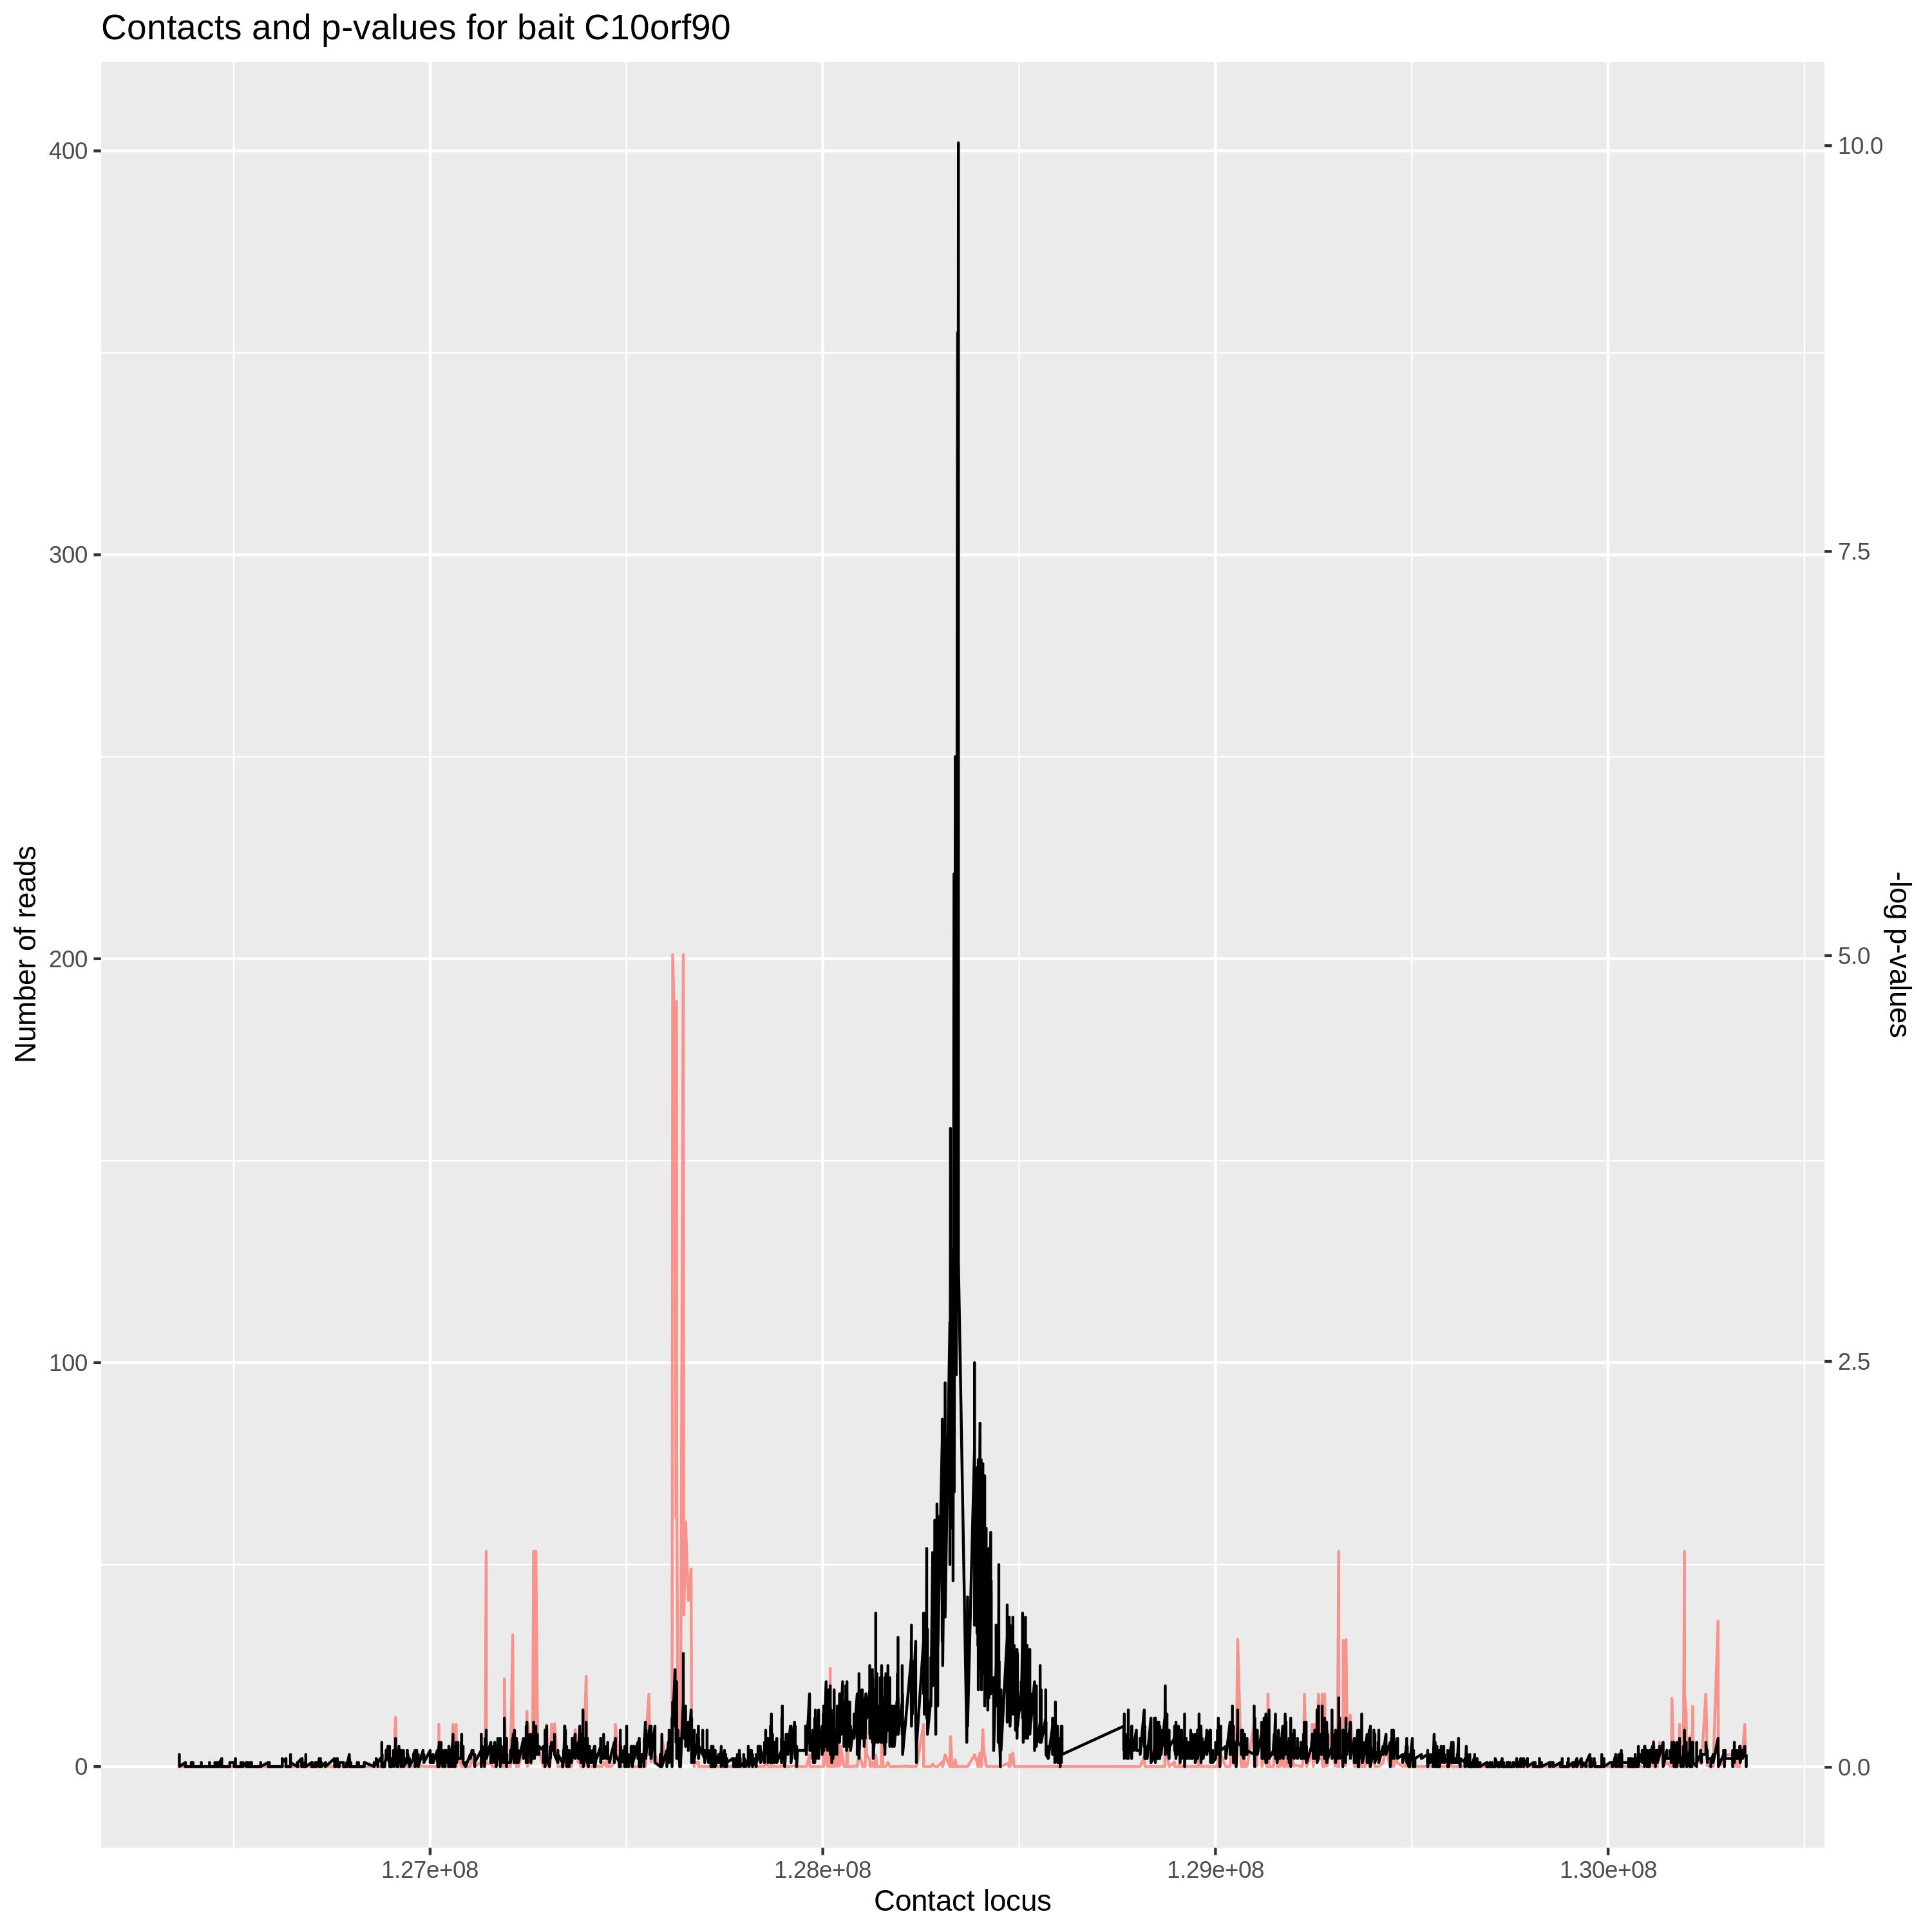 Contacts and p-values for bait C10orf90
400
300
200
100
0
Number of reads
10.0
7.5
5.0
2.5
0.0
-log p-values
1.27e+08
1.28e+08
1.29e+08
1.30e+08
Contact locus